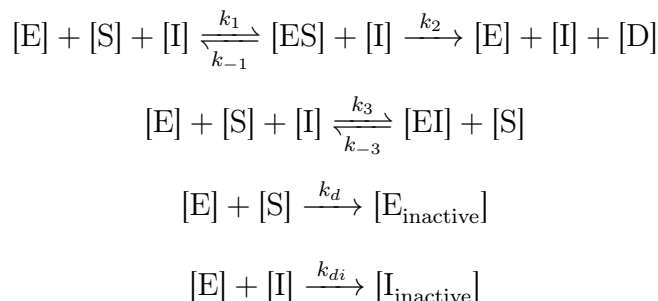 [E] + [S] + [I] k₁ ⇌ k₋₁ [ES] + [I] k₂ ⟶ [E] + [I] + [D]
[E] + [S] + [I] k₃ ⇌ k₋₃ [EI] + [S]
[E] + [S] k_d ⟶ [E_inactive]
[E] + [I] k_di ⟶ [I_inactive]